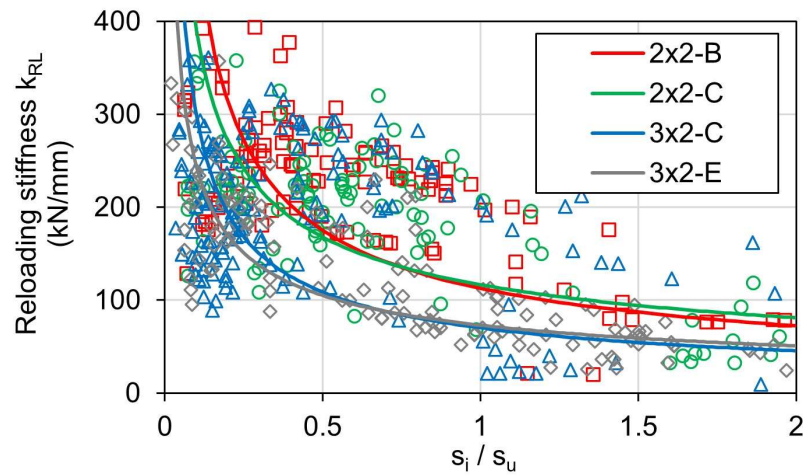 Reloading stiffness k_RL
(kN/mm)
400
300
200
100
0
0
0.5
1
1.5
2
s_i / s_u
2x2-B
2x2-C
3x2-C
3x2-E